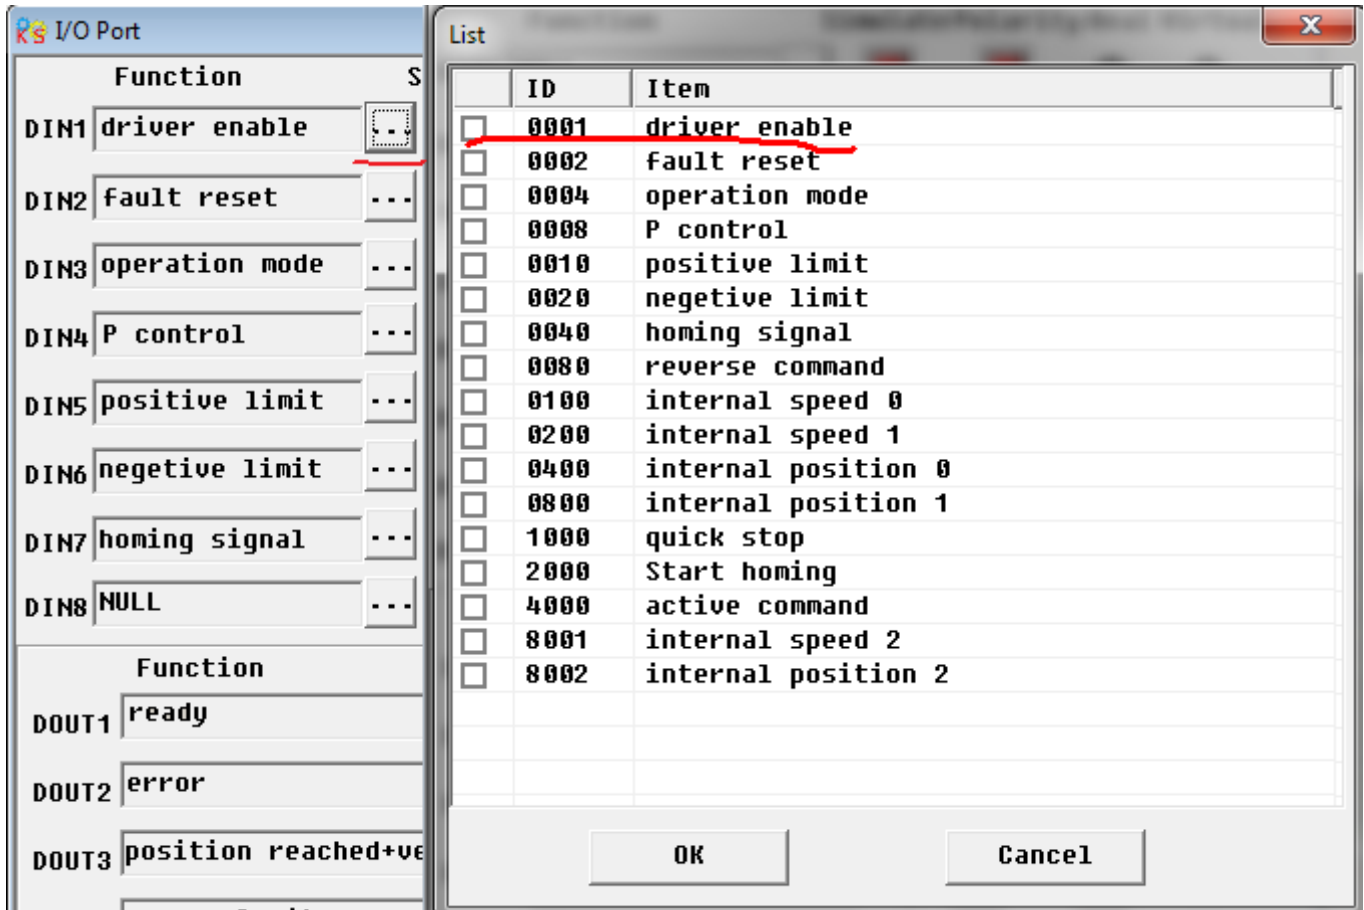 I/O Port
Function S
DIN1 driver enable ...
DIN2 fault reset ...
DIN3 operation mode ...
DIN4 P control ...
DIN5 positive limit ...
DIN6 negetive limit ...
DIN7 homing signal ...
DIN8 NULL ...
Function
DOUT1 ready
DOUT2 error
DOUT3 position reached+ve
List
ID Item
0001 driver enable
0002 fault reset
0004 operation mode
0008 P control
0010 positive limit
0020 negetive limit
0040 homing signal
0080 reverse command
0100 internal speed 0
0200 internal speed 1
0400 internal position 0
0800 internal position 1
1000 quick stop
2000 Start homing
4000 active command
8001 internal speed 2
8002 internal position 2
OK Cancel